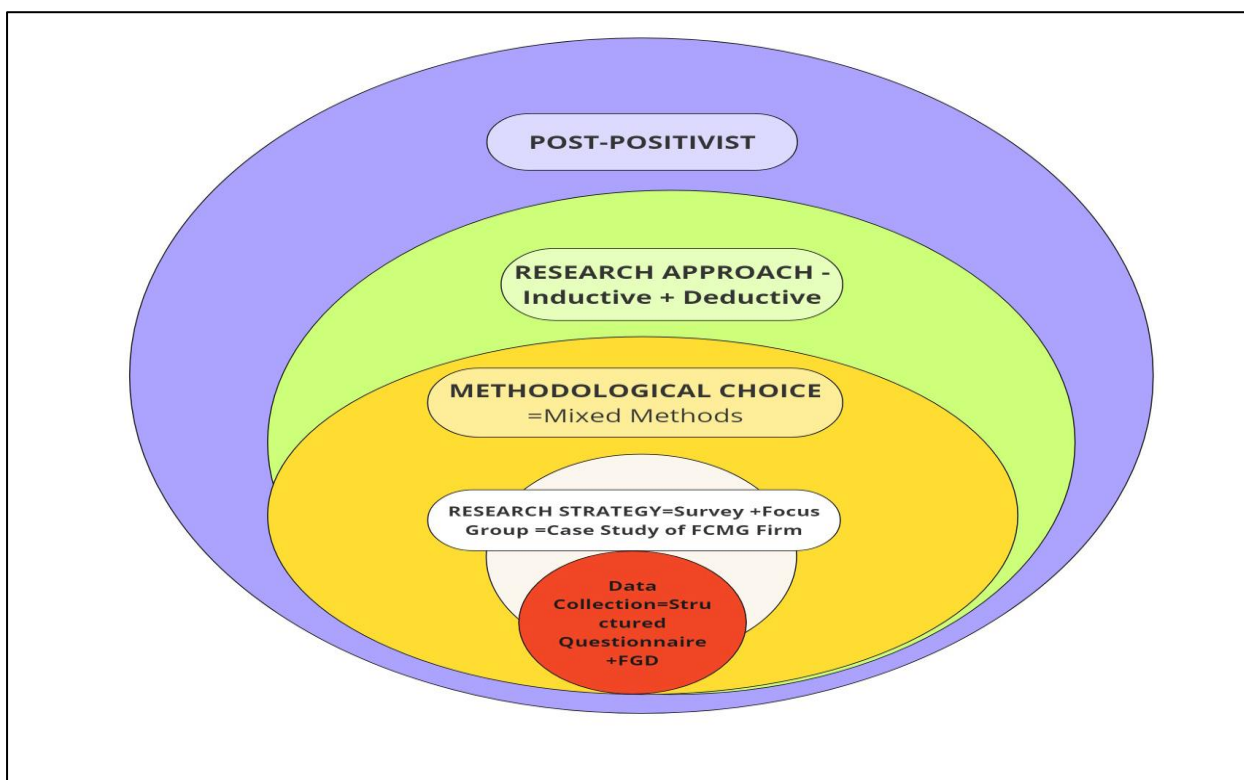 POST-POSITIVIST
RESEARCH APPROACH -
Inductive + Deductive
METHODOLOGICAL CHOICE
=Mixed Methods
RESEARCH STRATEGY=Survey +Focus
Group =Case Study of FCMG Firm
Data
Collection=Stru
ctured
Questionnaire
+FGD